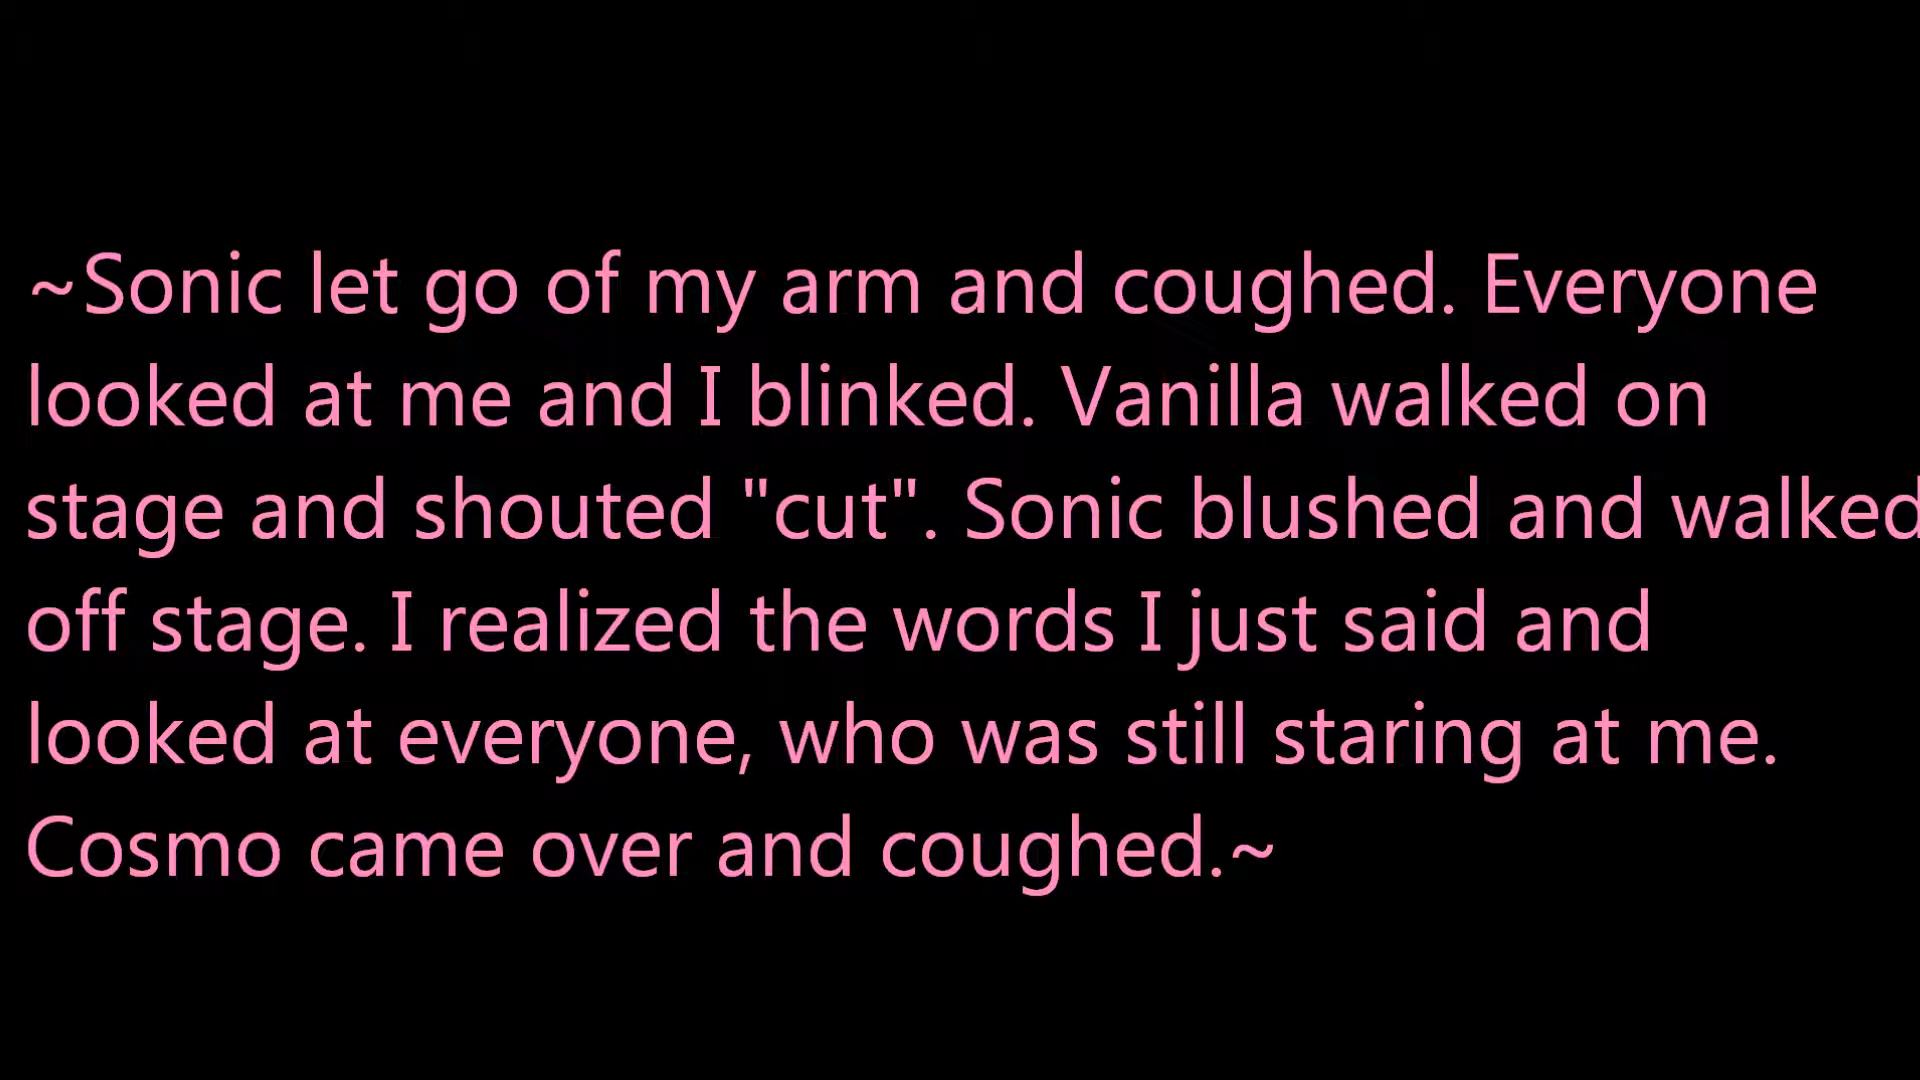 ~Sonic let go of my arm and coughed. Everyone
looked at me and I blinked. Vanilla walked on
stage and shouted "cut". Sonic blushed and walked
off stage. I realized the words I just said and
looked at everyone, who was still staring at me.
Cosmo came over and coughed.~